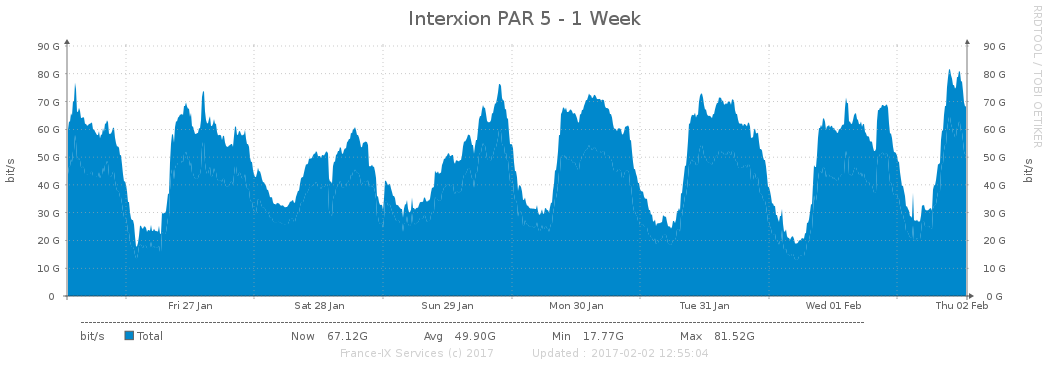 Interxion PAR 5 - 1 Week
RRDTOOL / TOBI OETIKER
bit/s
90 G 90 G
80 G 80 G
70 G 70 G
60 G 60 G
50 G 50 G
40 G 40 G
30 G 30 G
20 G 20 G
10 G 10 G
0 0 G
bit/s
Fri 27 Jan Sat 28 Jan Sun 29 Jan Mon 30 Jan Tue 31 Jan Wed 01 Feb Thu 02 Feb
bit/s Total Now 67.12G Avg 49.90G Min 17.77G Max 81.52G
France-IX Services (c) 2017 Updated : 2017-02-02 12:55:04